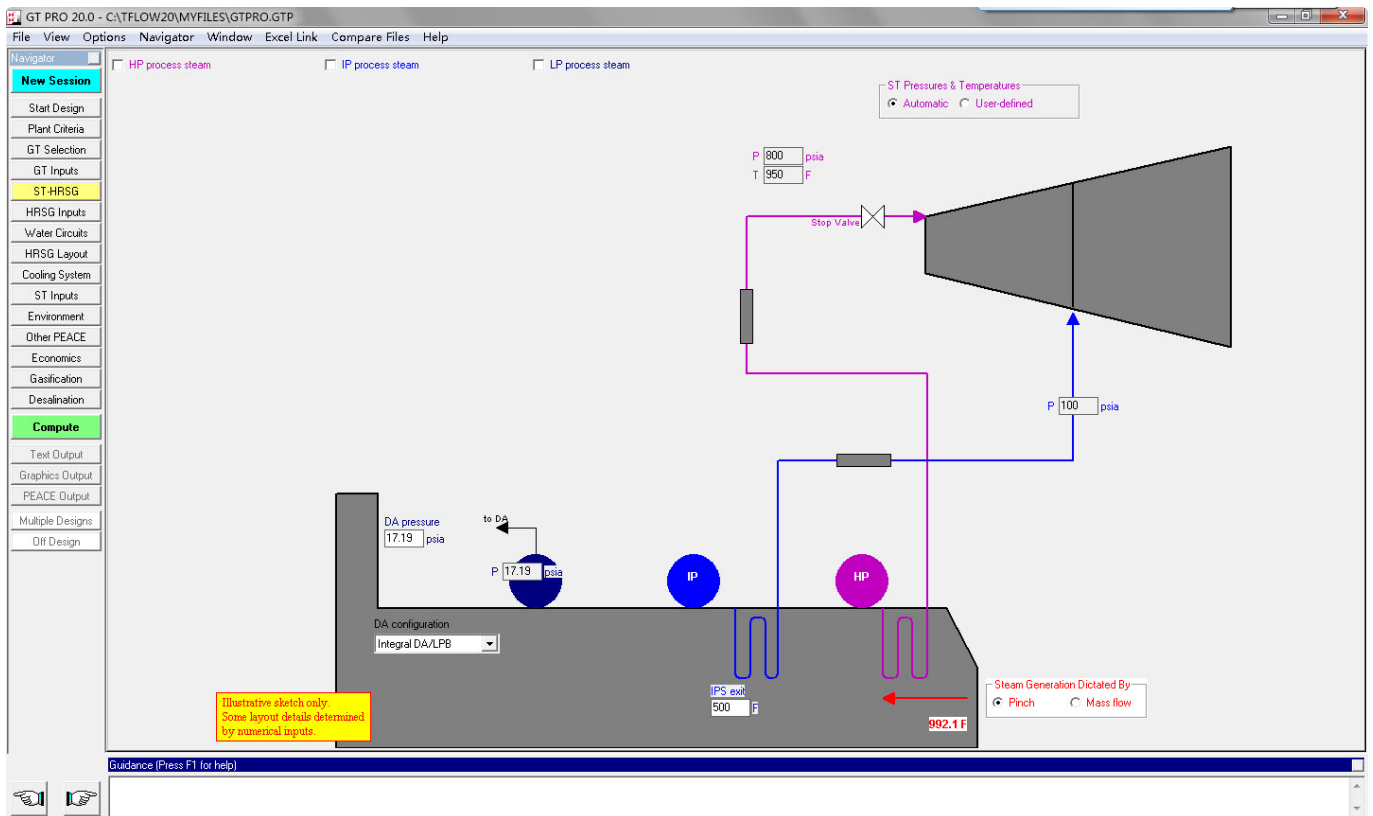 GT PRO 20.0 - C:\TFLOW20\MYFILES\GTPRO.GTP
File View Options Navigator Window Excel Link Compare Files Help
Navigator
New Session
Start Design
Plant Criteria
GT Selection
GT Inputs
ST-HRSG
HRSG Inputs
Water Circuits
HRSG Layout
Cooling System
ST Inputs
Environment
Other PEACE
Economics
Gasification
Desalination
Compute
Text Output
Graphics Output
PEACE Output
Multiple Designs
Off Design
HP process steam
IP process steam
LP process steam
ST Pressures & Temperatures
Automatic
User-defined
P 800 psia
T 950 F
Stop Valve
P 100 psia
DA pressure
17.19 psia
to DA
P 17.19 psia
IP
HP
DA configuration
Integral DA/LPB
IPS exit
500 F
Steam Generation Dictated By
Pinch
Mass flow
992.1 F
Illustrative sketch only.
Some layout details determined
by numerical inputs.
Guidance (Press F1 for help)